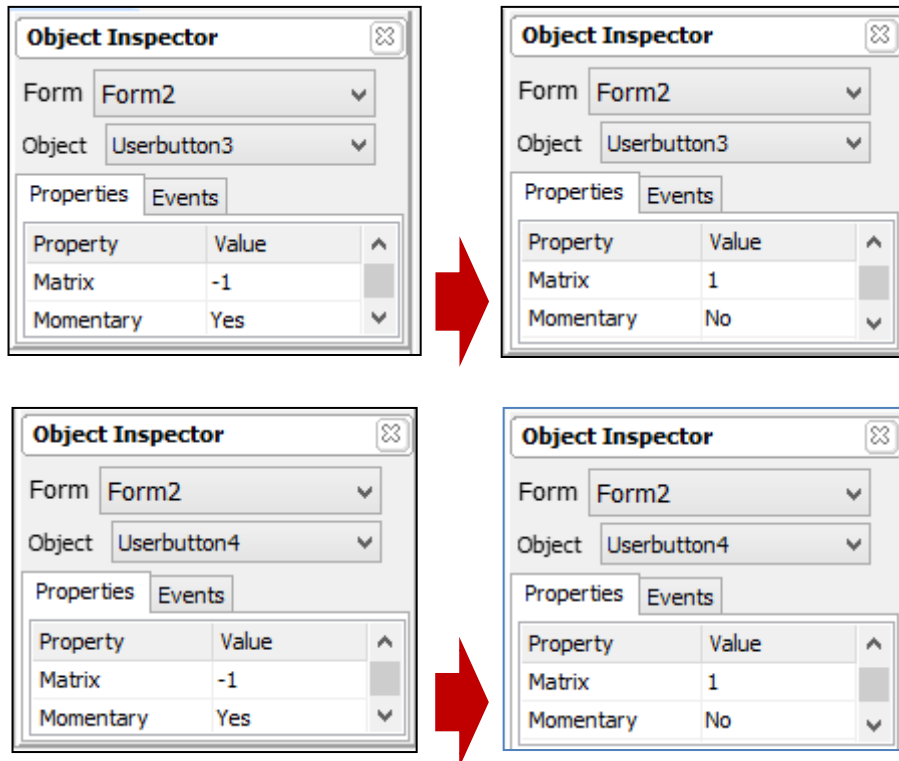 Object Inspector
Form Form2
Object Userbutton3
Properties Events
Property Value
Matrix -1
Momentary Yes
Object Inspector
Form Form2
Object Userbutton3
Properties Events
Property Value
Matrix 1
Momentary No
Object Inspector
Form Form2
Object Userbutton4
Properties Events
Property Value
Matrix -1
Momentary Yes
Object Inspector
Form Form2
Object Userbutton4
Properties Events
Property Value
Matrix 1
Momentary No